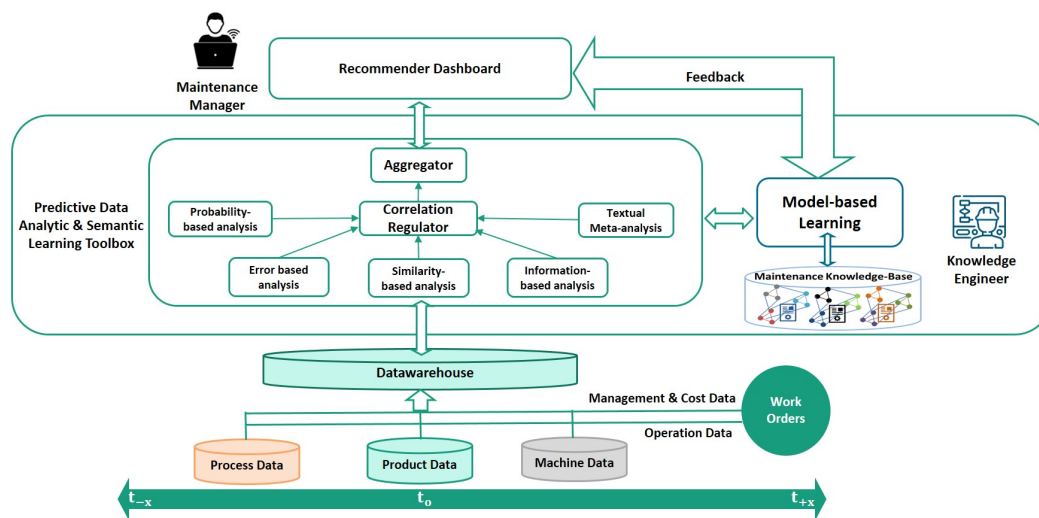 Maintenance
Manager
Recommender Dashboard
Feedback
Predictive Data
Analytic & Semantic
Learning Toolbox
Aggregator
Probability-
based analysis
Correlation
Regulator
Textual
Meta-analysis
Error based
analysis
Similarity-
based analysis
Information-
based analysis
Model-based
Learning
Knowledge
Engineer
Maintenance Knowledge-Base
Datawarehouse
Management & Cost Data
Operation Data
Work
Orders
Process Data
Product Data
Machine Data
t−x
to
t+x